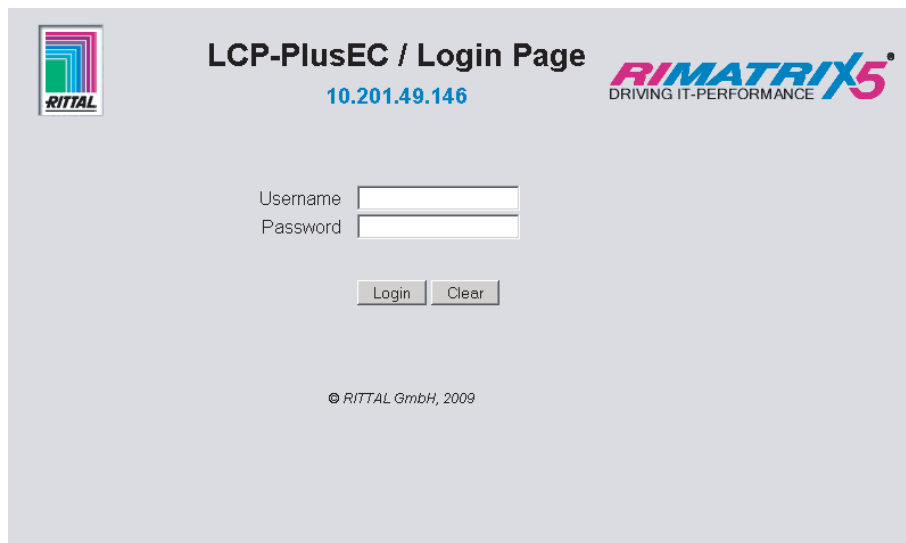 RITTAL
LCP-PlusEC / Login Page
10.201.49.146
RIMATRIX5
DRIVING IT-PERFORMANCE
Username
Password
Login Clear
© RITTAL GmbH, 2009